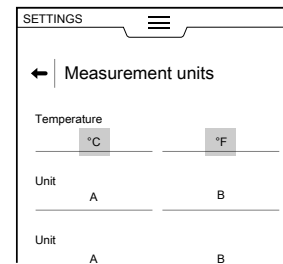 SETTINGS
Measurement units
Temperature
°C °F
Unit
A B
Unit
A B